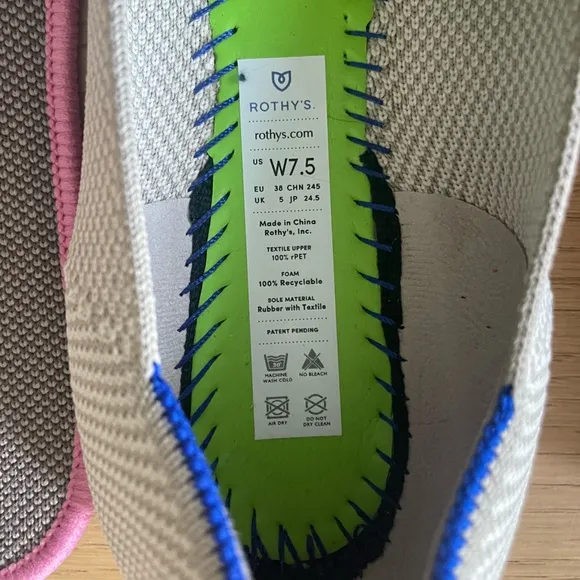 ROTHY'S.
rothys.com
US W7.5
EU 38 CHN 245
UK 5 JP 24.5
Made in China
Rothy's, Inc.
TEXTILE UPPER
100% rPET
FOAM
100% Recyclable
SOLE MATERIAL
Rubber with Textile
PATENT PENDING
30°
MACHINE NO BLEACH
WASH COLD
AIR DRY DO NOT
DRY CLEAN